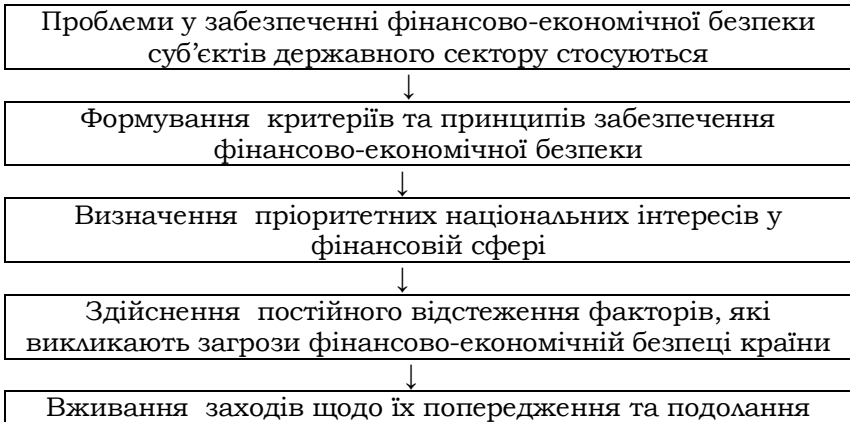 Проблеми у забезпеченні фінансово-економічної безпеки
суб’єктів державного сектору стосуються
↓
Формування критеріїв та принципів забезпечення
фінансово-економічної безпеки
↓
Визначення пріоритетних національних інтересів у
фінансовій сфері
↓
Здійснення постійного відстеження факторів, які
викликають загрози фінансово-економічній безпеці країни
↓
Вживання заходів щодо їх попередження та подолання